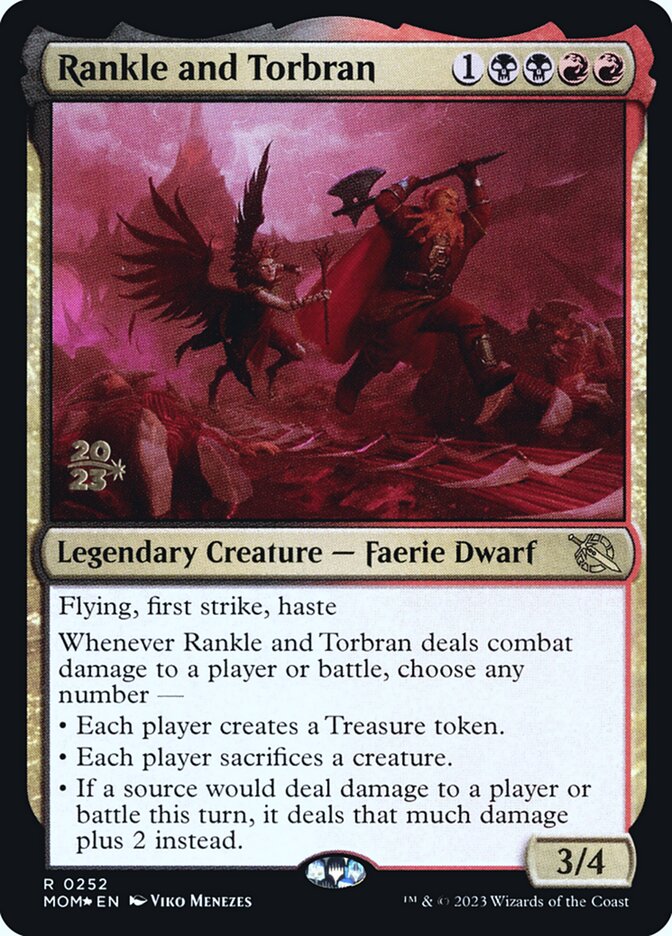 Rankle and Torbran 1
20
23
Legendary Creature — Faerie Dwarf
Flying, first strike, haste
Whenever Rankle and Torbran deals combat
damage to a player or battle, choose any
number —
• Each player creates a Treasure token.
• Each player sacrifices a creature.
• If a source would deal damage to a player or
battle this turn, it deals that much damage
plus 2 instead.
3/4
R 0252
MOM★EN Viko Menezes
™ & © 2023 Wizards of the Coast